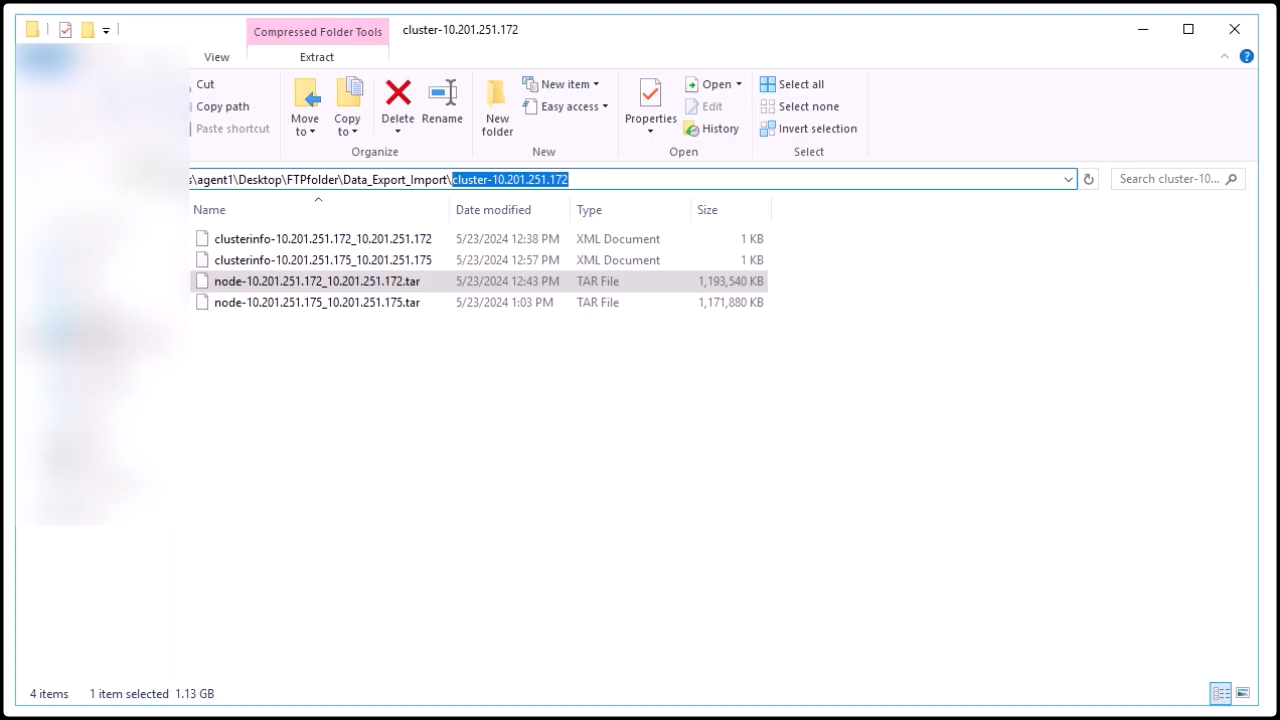 Compressed Folder Tools
cluster-10.201.251.172
View
Extract
Cut
Copy path
Paste shortcut
Move to
Copy to
Delete
Rename
Organize
New folder
New item
Easy access
New
Properties
Open
Edit
History
Open
Select all
Select none
Invert selection
Select
s\agent1\Desktop\FTPfolder\Data_Export_Import\cluster-10.201.251.172
Search cluster-10...
Name Date modified Type Size
clusterinfo-10.201.251.172_10.201.251.172 5/23/2024 12:38 PM XML Document 1 KB
clusterinfo-10.201.251.175_10.201.251.175 5/23/2024 12:57 PM XML Document 1 KB
node-10.201.251.172_10.201.251.172.tar 5/23/2024 12:43 PM TAR File 1,193,540 KB
node-10.201.251.175_10.201.251.175.tar 5/23/2024 1:03 PM TAR File 1,171,880 KB
4 items 1 item selected 1.13 GB